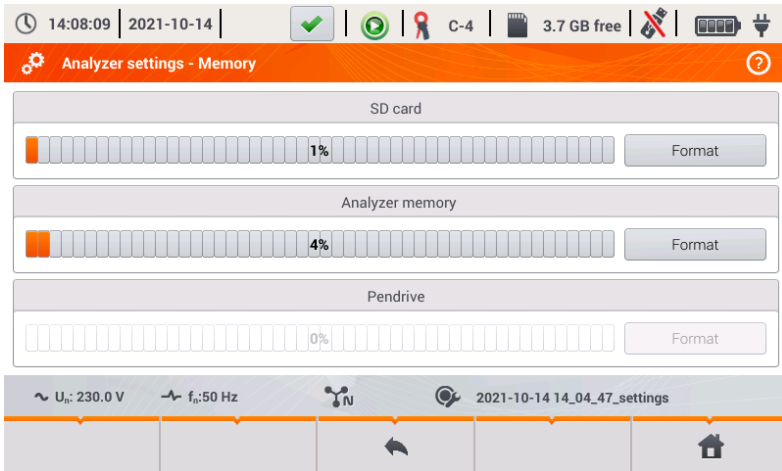 14:08:09 2021-10-14 C-4 3.7 GB free
Analyzer settings - Memory ?
SD card
1% Format
Analyzer memory
4% Format
Pendrive
0% Format
Uₙ: 230.0 V fₙ:50 Hz N 2021-10-14 14_04_47_settings